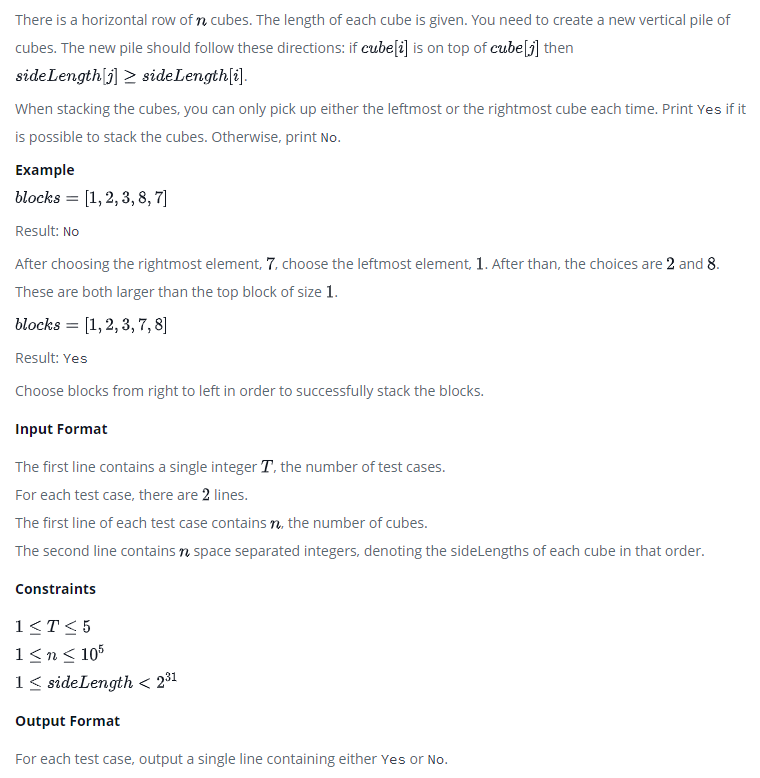 There is a horizontal row of n cubes. The length of each cube is given. You need to create a new vertical pile of
cubes. The new pile should follow these directions: if cube[i] is on top of cube[j] then
sideLength[j] ≥ sideLength[i].
When stacking the cubes, you can only pick up either the leftmost or the rightmost cube each time. Print Yes if it
is possible to stack the cubes. Otherwise, print No.
Example
blocks = [1, 2, 3, 8, 7]
Result: No
After choosing the rightmost element, 7, choose the leftmost element, 1. After than, the choices are 2 and 8.
These are both larger than the top block of size 1.
blocks = [1, 2, 3, 7, 8]
Result: Yes
Choose blocks from right to left in order to successfully stack the blocks.
Input Format
The first line contains a single integer T, the number of test cases.
For each test case, there are 2 lines.
The first line of each test case contains n, the number of cubes.
The second line contains n space separated integers, denoting the sideLengths of each cube in that order.
Constraints
1 ≤ T ≤ 5
1 ≤ n ≤ 10⁵
1 ≤ sideLength < 2³¹
Output Format
For each test case, output a single line containing either Yes or No.